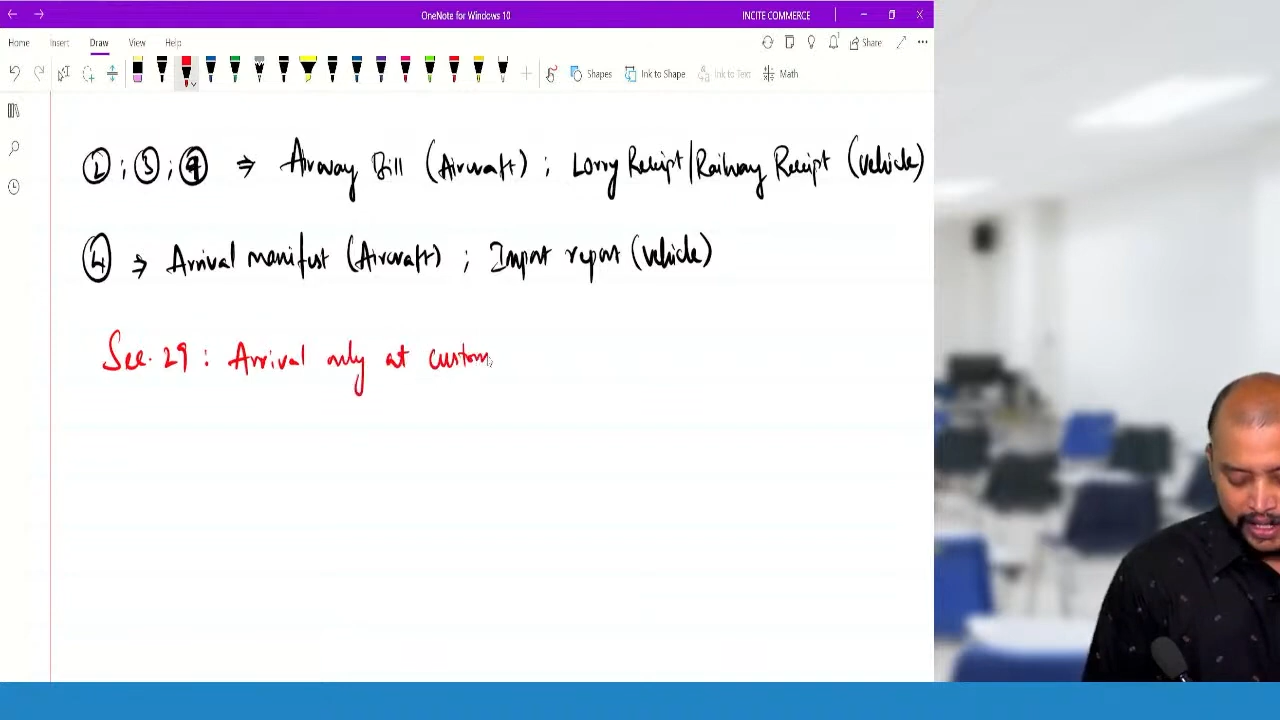 OneNote for Windows 10
INCITE COMMERCE
Home Insert Draw View Help
Share
Shapes Ink to Shape Ink to Text Math
② ; ③ ; ⇒ Airway Bill (Aircraft) ; Lorry Receipt/Railway Receipt (Vehicle)
④ ⇒ Arrival manifest (Aircraft) ; Import report (Vehicle)
Sec. 29 : Arrival only at custom